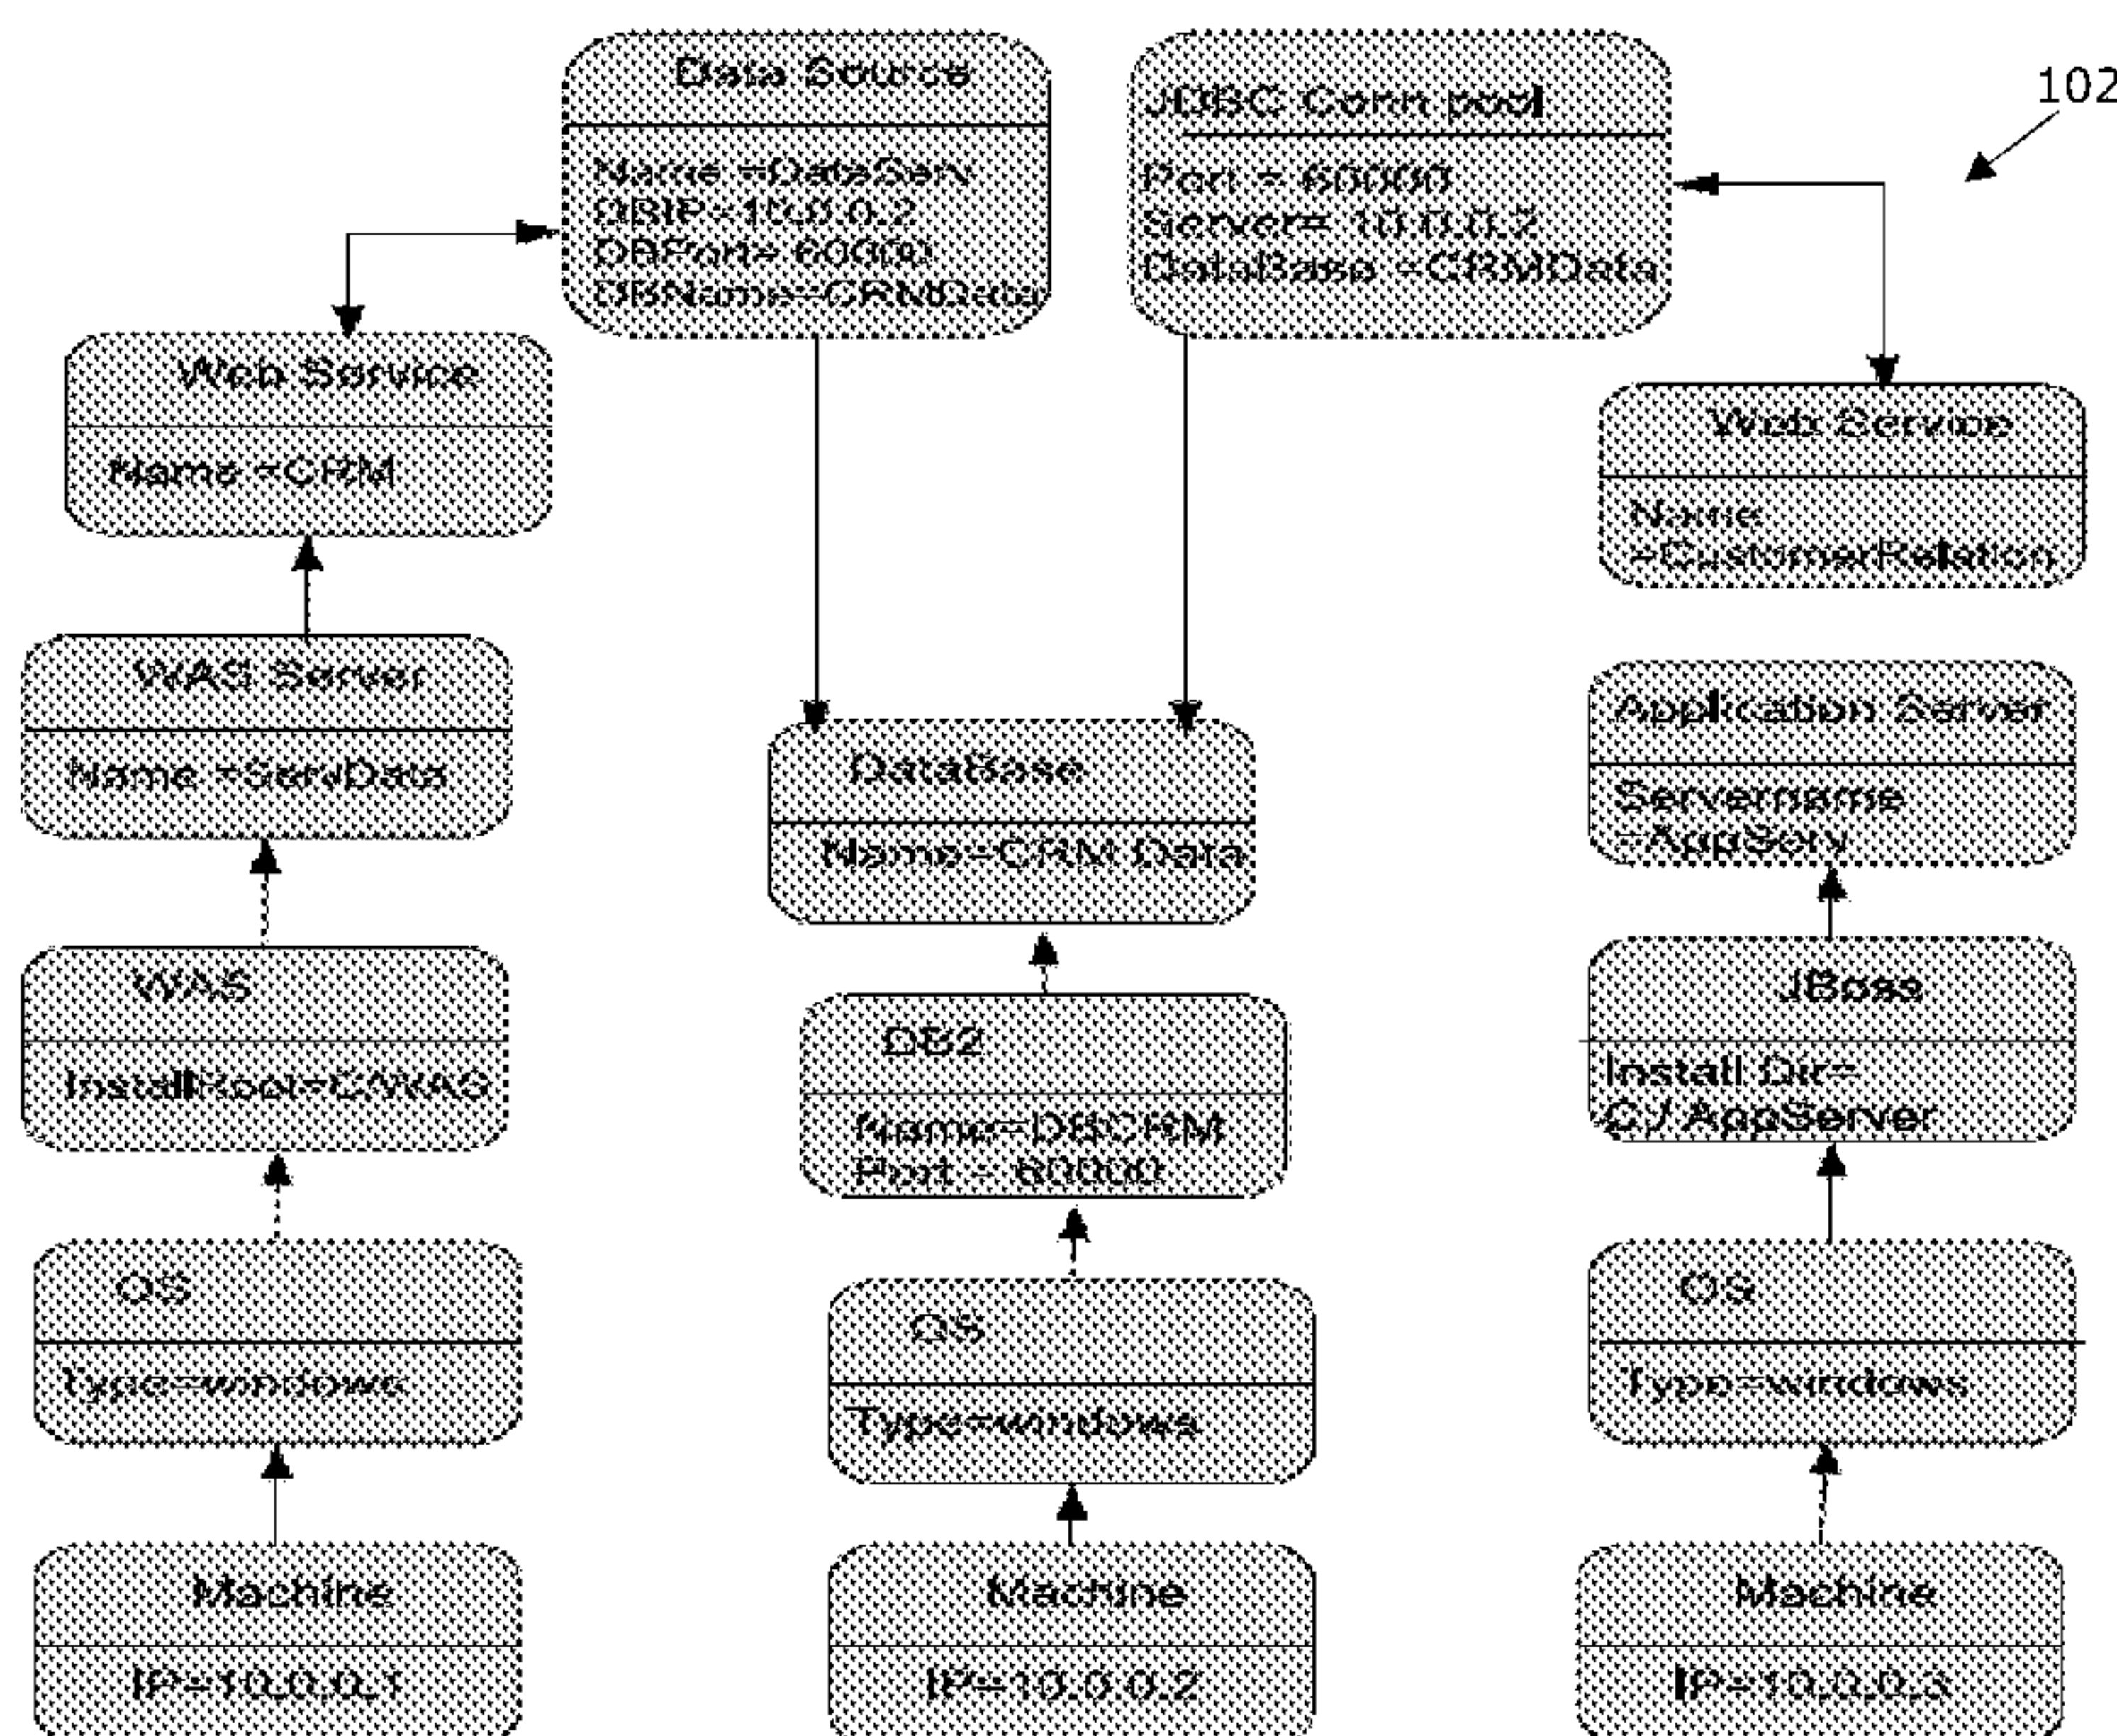 Data Source
Name =DataServ
DBIP=10.0.0.2
DBPort= 60000
DBName=CRMData
JDBC Conn pool
Port = 60000
Server= 10.0.0.2
DataBase =CRMData
102
Web Service
Name =CRM
Web Service
Name
=CustomerRelation
WAS Server
Name =ServData
DataBase
Name=CRM Data
Application Server
Servername
=AppServ
WAS
InstallRoot=C/WAS
DB2
Name=DBCRM
Port = 60000
JBoss
Install Dir=
C:/ AppServer
OS
Type=windows
OS
Type=windows
OS
Type=windows
Machine
IP=10.0.0.1
Machine
IP=10.0.0.2
Machine
IP=10.0.0.3